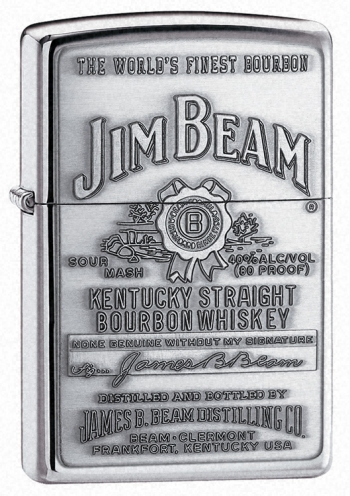 THE WORLD'S FINEST BOURBON
JIM BEAM
®
B
SOUR MASH
40% ALC/VOL (80 PROOF)
KENTUCKY STRAIGHT
BOURBON WHISKEY
NONE GENUINE WITHOUT MY SIGNATURE
James B. Beam
DISTILLED AND BOTTLED BY
JAMES B. BEAM DISTILLING CO.
BEAM · CLERMONT
FRANKFORT, KENTUCKY USA